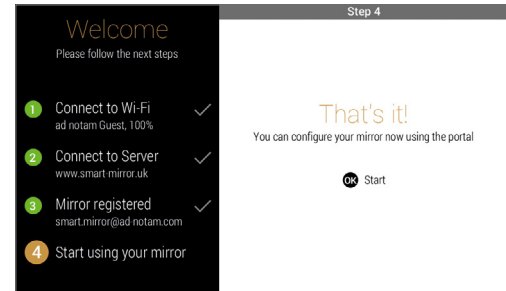 Welcome
Please follow the next steps
1 Connect to Wi-Fi
ad notam Guest, 100%
2 Connect to Server
www.smart-mirror.uk
3 Mirror registered
smart.mirror@ad-notam.com
4 Start using your mirror
Step 4
That's it!
You can configure your mirror now using the portal
OK Start